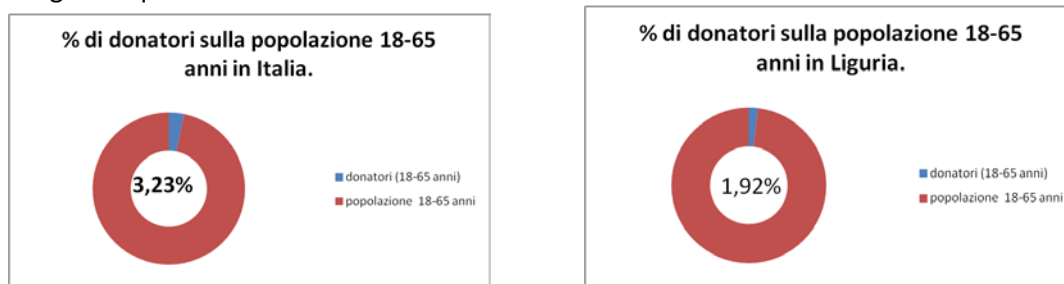 % di donatori sulla popolazione 18-65
anni in Italia.
3,23%
donatori (18-65 anni)
popolazione 18-65 anni
% di donatori sulla popolazione 18-65
anni in Liguria.
1,92%
donatori (18-65 anni)
popolazione 18-65 anni